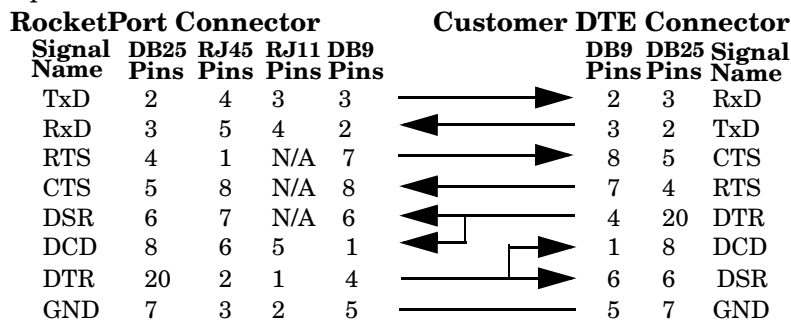 RocketPort Connector Customer DTE Connector
Signal DB25 RJ45 RJ11 DB9 DB9 DB25 Signal
Name Pins Pins Pins Pins Pins Pins Name
TxD 2 4 3 3 2 3 RxD
RxD 3 5 4 2 3 2 TxD
RTS 4 1 N/A 7 8 5 CTS
CTS 5 8 N/A 8 7 4 RTS
DSR 6 7 N/A 6 4 20 DTR
DCD 8 6 5 1 1 8 DCD
DTR 20 2 1 4 6 6 DSR
GND 7 3 2 5 5 7 GND